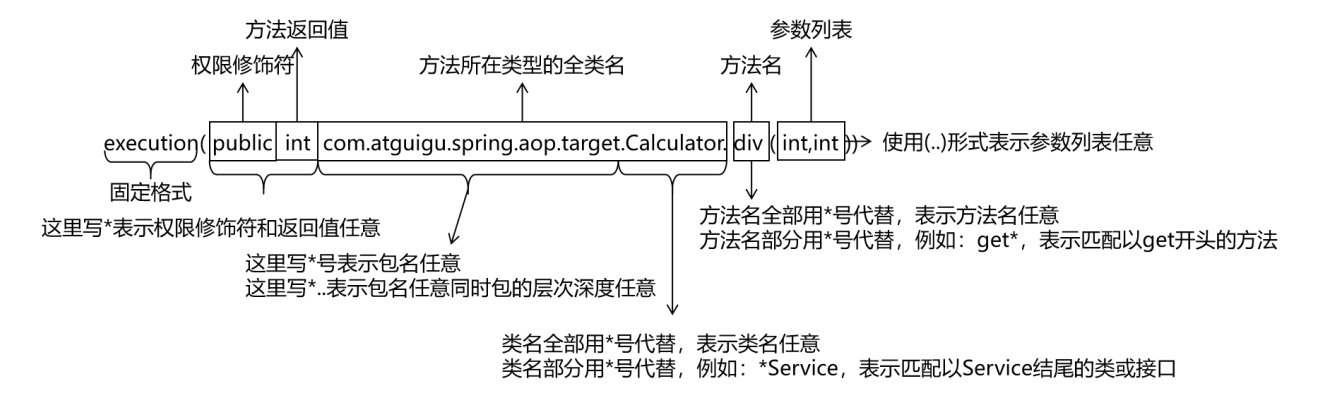 方法返回值
参数列表
权限修饰符
方法所在类型的全类名
方法名
execution(public int com.atguigu.spring.aop.target.Calculator.div(int,int))
使用(..)形式表示参数列表任意
固定格式
这里写*表示权限修饰符和返回值任意
方法名全部用*号代替，表示方法名任意
方法名部分用*号代替，例如：get*，表示匹配以get开头的方法
这里写*号表示包名任意
这里写*..表示包名任意同时包的层次深度任意
类名全部用*号代替，表示类名任意
类名部分用*号代替，例如：*Service，表示匹配以Service结尾的类或接口